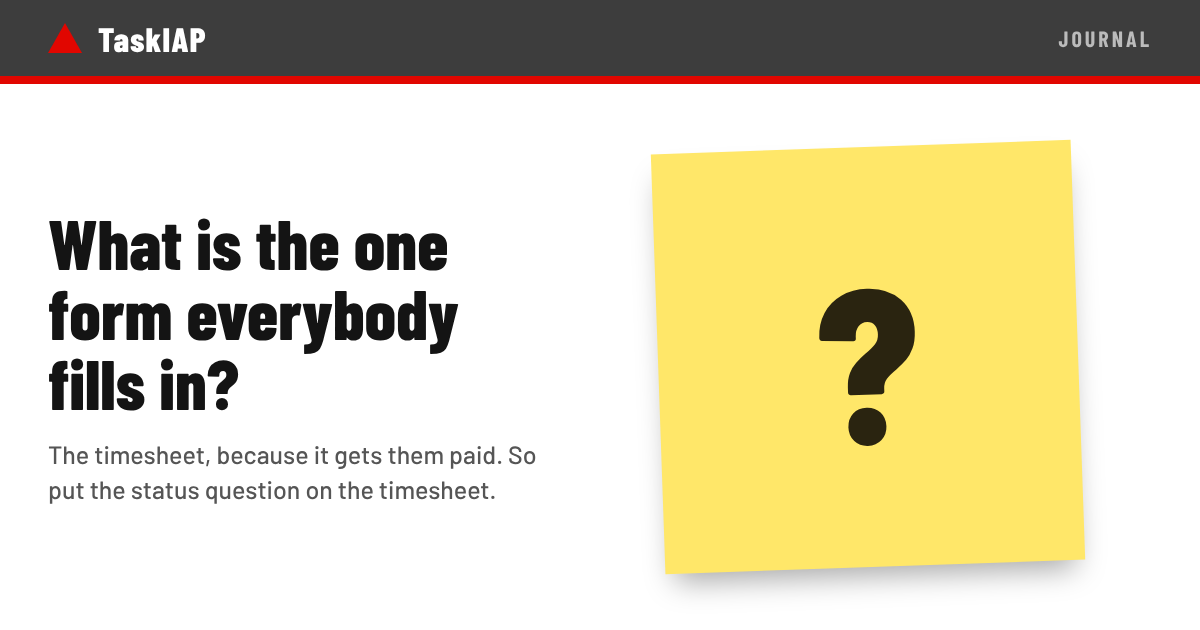 TaskIAP
JOURNAL
What is the one
form everybody
fills in?
The timesheet, because it gets them paid. So
put the status question on the timesheet.
?